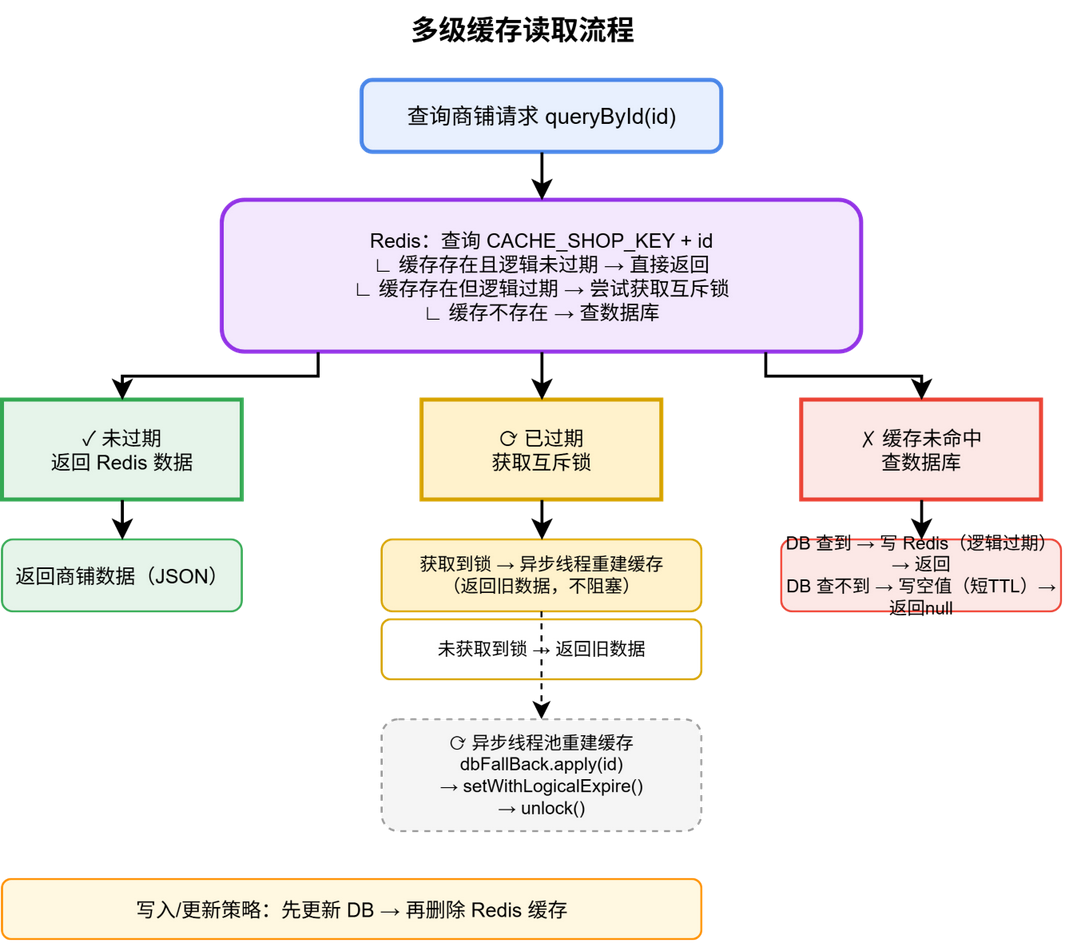 多级缓存读取流程
查询商铺请求 queryById(id)
Redis：查询 CACHE_SHOP_KEY + id
∟ 缓存存在且逻辑未过期 → 直接返回
∟ 缓存存在但逻辑过期 → 尝试获取互斥锁
∟ 缓存不存在 → 查数据库
✓ 未过期
返回 Redis 数据
⟳ 已过期
获取互斥锁
✗ 缓存未命中
查数据库
返回商铺数据（JSON）
获取到锁 → 异步线程重建缓存
（返回旧数据，不阻塞）
DB 查到 → 写 Redis（逻辑过期）
→ 返回
DB 查不到 → 写空值（短TTL）→
返回null
未获取到锁 → 返回旧数据
⟳ 异步线程池重建缓存
dbFallBack.apply(id)
→ setWithLogicalExpire()
→ unlock()
写入/更新策略：先更新 DB → 再删除 Redis 缓存